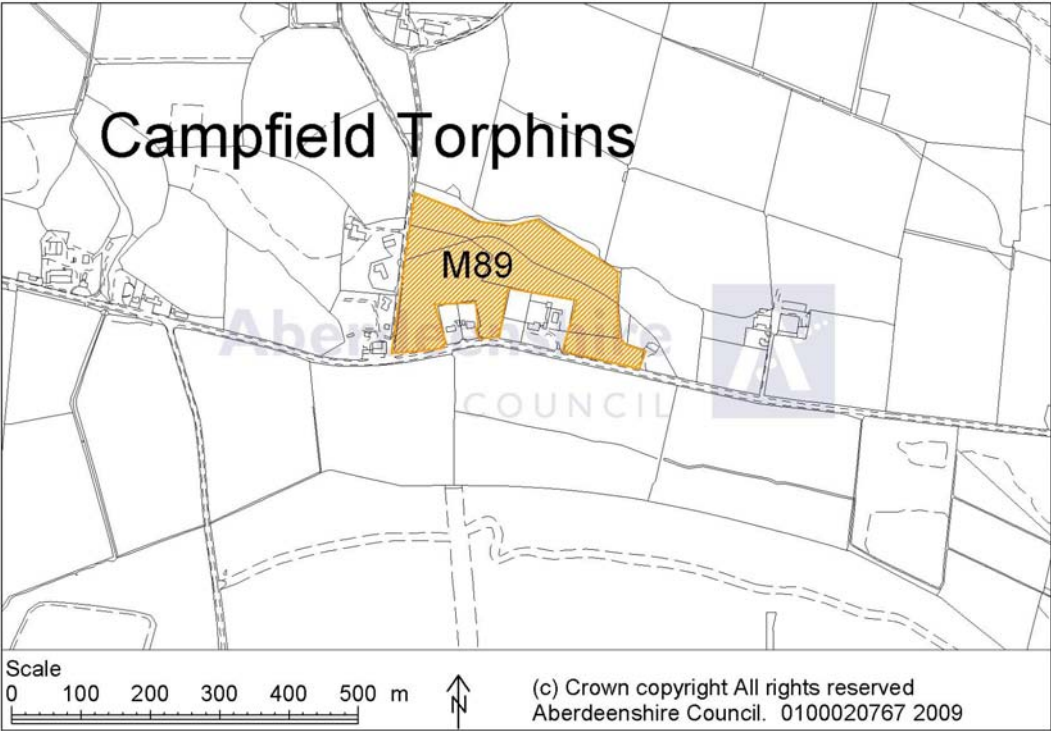 Campfield Torphins
M89
Aberdeenshire
COUNCIL
Scale
0 100 200 300 400 500 m
N
(c) Crown copyright All rights reserved
Aberdeenshire Council. 0100020767 2009